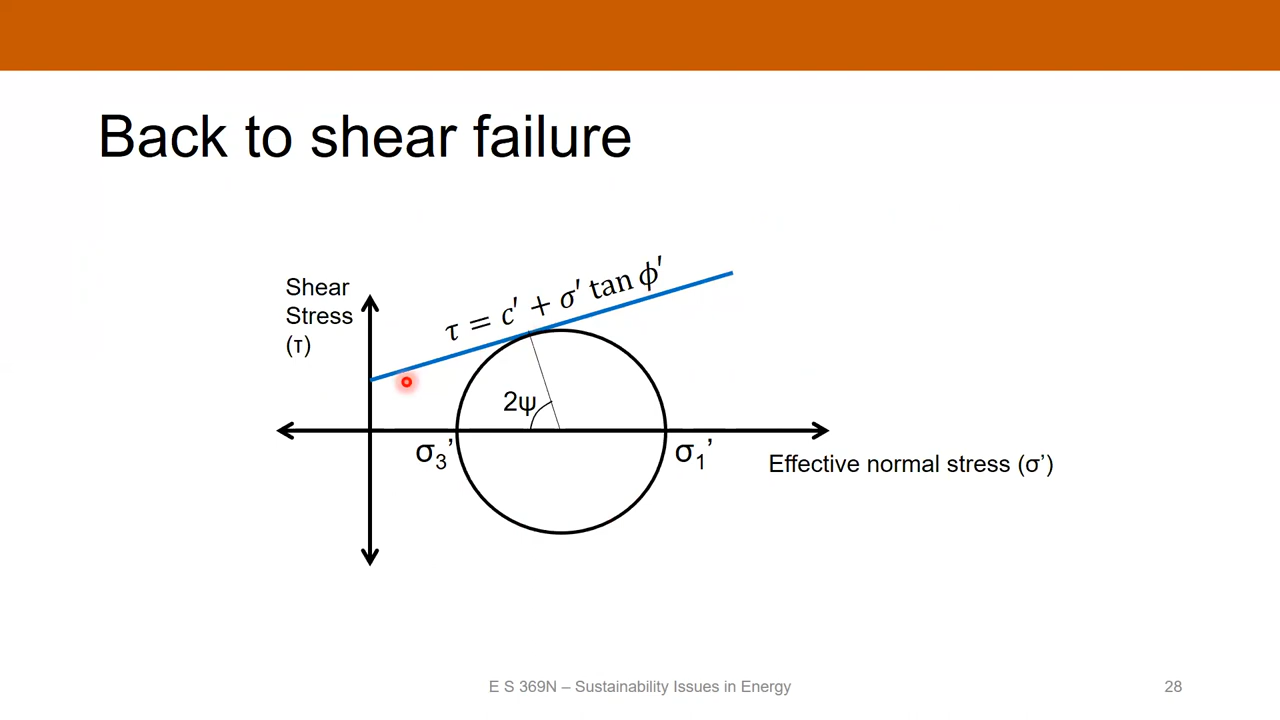 Back to shear failure
Shear
Stress
(τ)
τ = c′ + σ′ tan ϕ′
2ψ
σ₃’
σ₁’
Effective normal stress (σ’)
E S 369N – Sustainability Issues in Energy
28